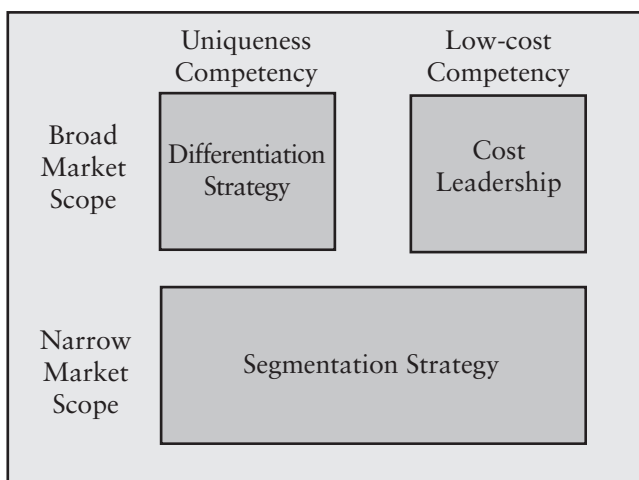 Uniqueness
Competency
Low-cost
Competency
Broad
Market
Scope
Differentiation
Strategy
Cost
Leadership
Narrow
Market
Scope
Segmentation Strategy